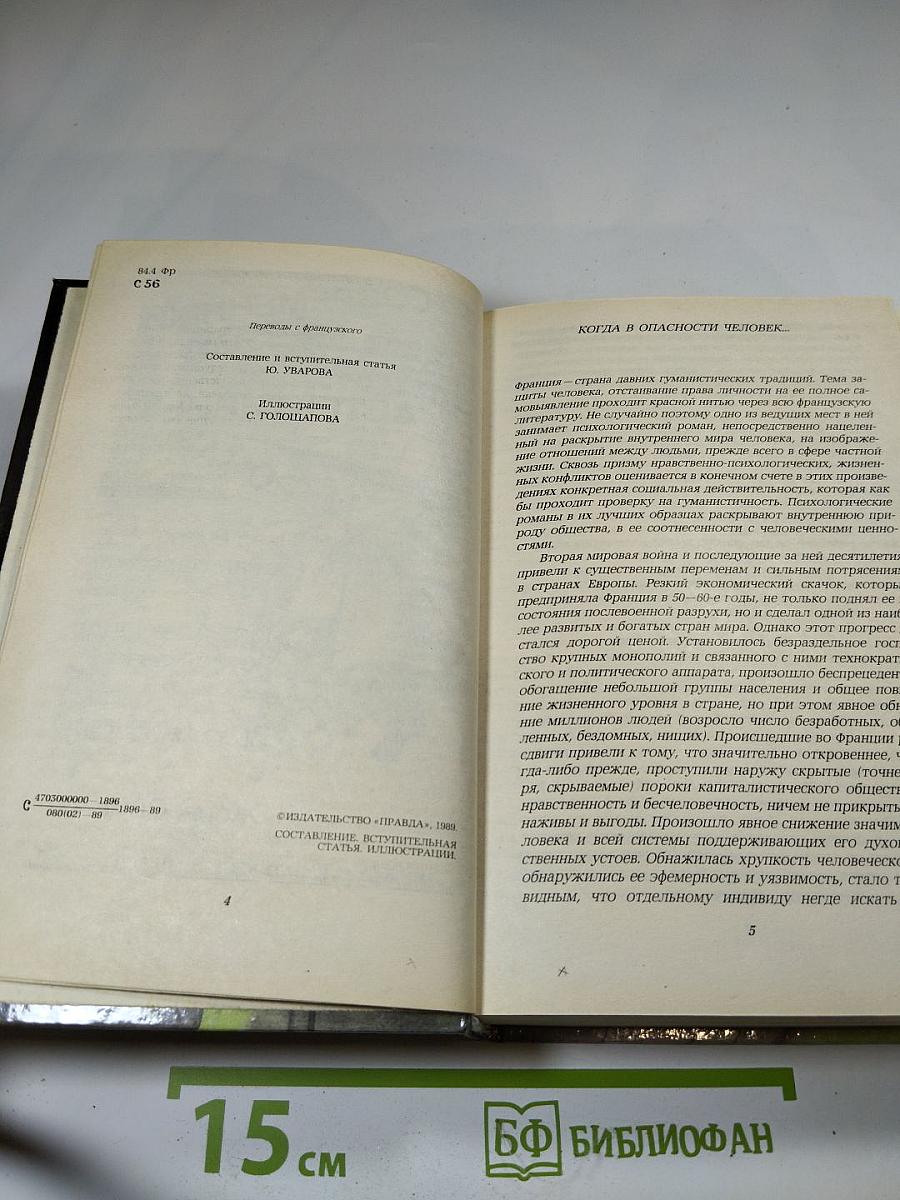 84.4 Фр
С 56
Переводы с французского
Составление и вступительная статья
Ю. УВАРОВА
Иллюстрации
С. ГОЛОЩАПОВА
С 4703000000—1896
080(02)—89
1896—89
©ИЗДАТЕЛЬСТВО «ПРАВДА», 1989.
СОСТАВЛЕНИЕ. ВСТУПИТЕЛЬНАЯ
СТАТЬЯ. ИЛЛЮСТРАЦИИ.
4
КОГДА В ОПАСНОСТИ ЧЕЛОВЕК...
Франция — страна давних гуманистических традиций. Тема за-
щиты человека, отстаивание права личности на ее полное са-
мовыявление проходит красной нитью через всю французскую
литературу. Не случайно поэтому одно из ведущих мест в ней
занимает психологический роман, непосредственно нацелен-
ный на раскрытие внутреннего мира человека, на изображе-
ние отношений между людьми, прежде всего в сфере частной
жизни. Сквозь призму нравственно-психологических, жизнен-
ных конфликтов оценивается в конечном счете в этих произве-
дениях конкретная социальная действительность, которая как
бы проходит проверку на гуманистичность. Психологические
романы в их лучших образцах раскрывают внутреннюю при-
роду общества, в ее соотнесенности с человеческими ценно-
стями.
Вторая мировая война и последующие за ней десятилетия
привели к существенным переменам и сильным потрясениям
в странах Европы. Резкий экономический скачок, которы
предприняла Франция в 50—60-е годы, не только поднял ее
состояния послевоенной разрухи, но и сделал одной из наиб
лее развитых и богатых стран мира. Однако этот прогресс
стался дорогой ценой. Установилось безраздельное госп
ство крупных монополий и связанного с ними технократ
ского и политического аппарата, произошло беспрецедент
обогащение небольшой группы населения и общее пов
ние жизненного уровня в стране, но при этом явное обн
ние миллионов людей (возросло число безработных, об
ленных, бездомных, нищих). Происшедшие во Франции
сдвиги привели к тому, что значительно откровеннее, ч
гда-либо прежде, проступили наружу скрытые (точне
ря, скрываемые) пороки капиталистического обществ
нравственность и бесчеловечность, ничем не прикрыт
наживы и выгоды. Произошло явное снижение значим
ловека и всей системы поддерживающих его духо
ственных устоев. Обнажилась хрупкость человеческо
обнаружились ее эфемерность и уязвимость, стало
видным, что отдельному индивиду негде искать
5
15 см
БФ БИБЛИОФАН